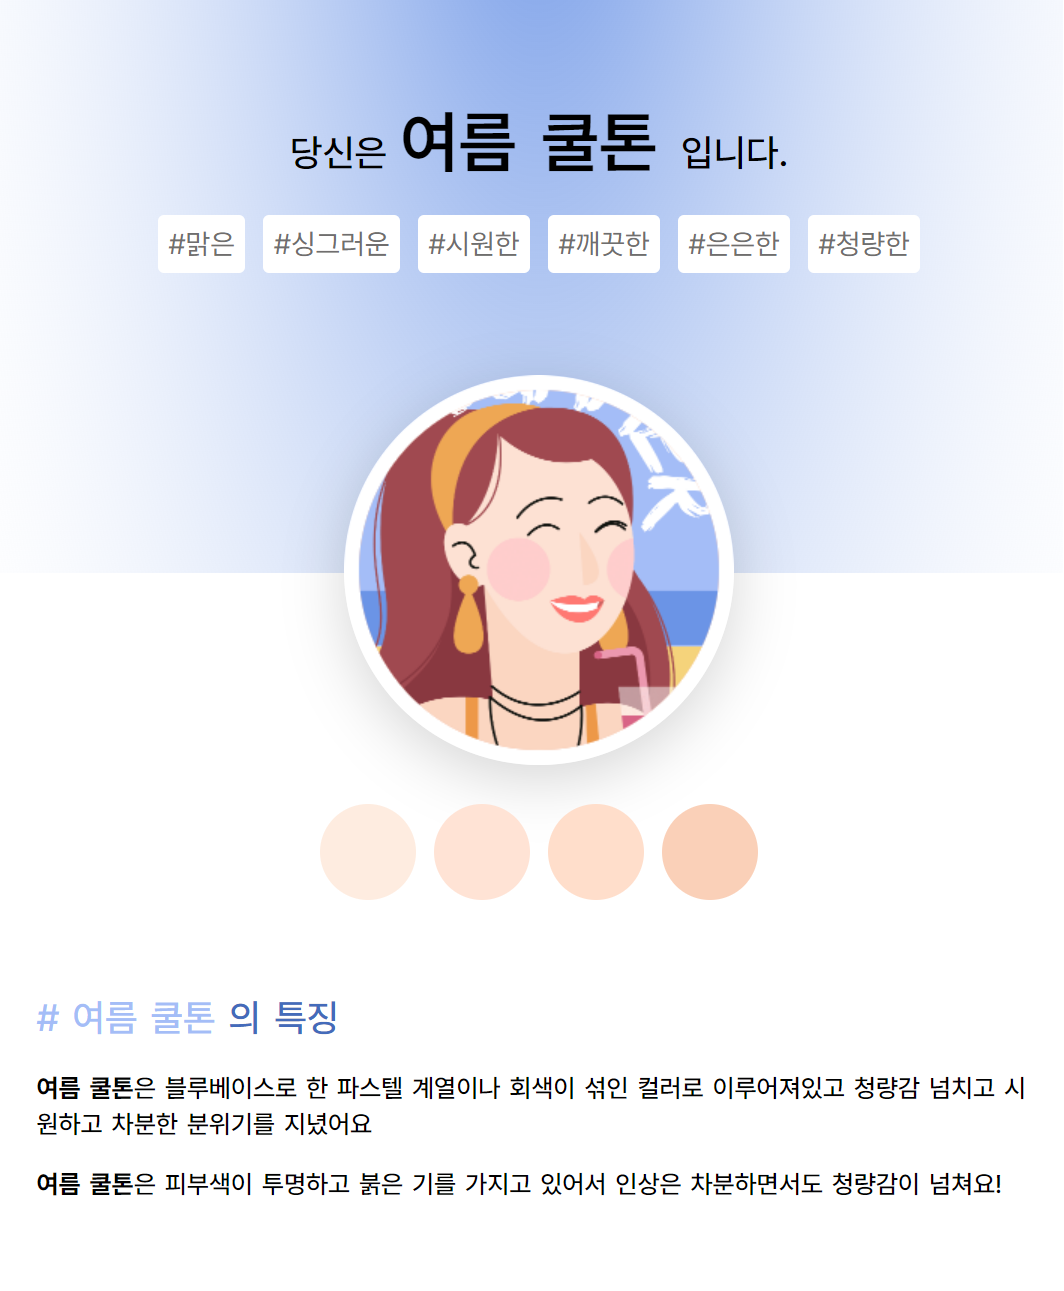 당신은 여름 쿨톤 입니다.
#맑은 #싱그러운 #시원한 #깨끗한 #은은한 #청량한
# 여름 쿨톤 의 특징
여름 쿨톤은 블루베이스로 한 파스텔 계열이나 회색이 섞인 컬러로 이루어져있고 청량감 넘치고 시
원하고 차분한 분위기를 지녔어요
여름 쿨톤은 피부색이 투명하고 붉은 기를 가지고 있어서 인상은 차분하면서도 청량감이 넘쳐요!